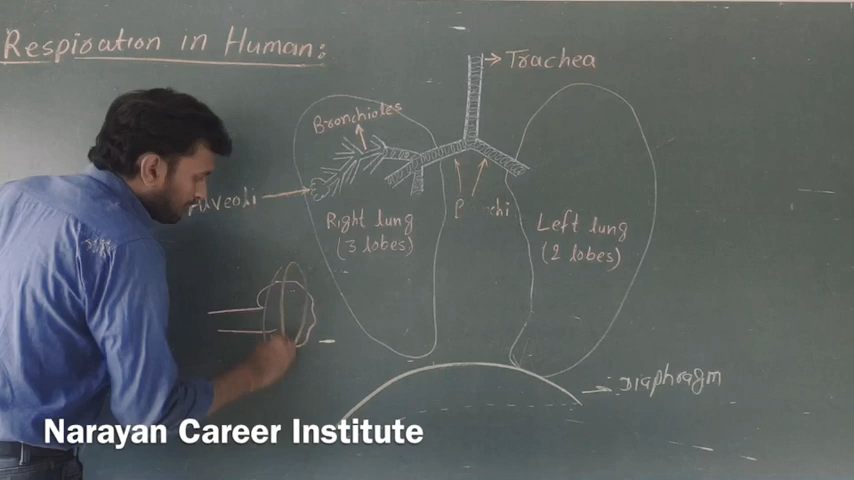 Respiration in Human:
Trachea
Bronchioles
Alveoli
Right lung
(3 lobes)
Left lung
(2 lobes)
Diaphragm
Narayan Career Institute